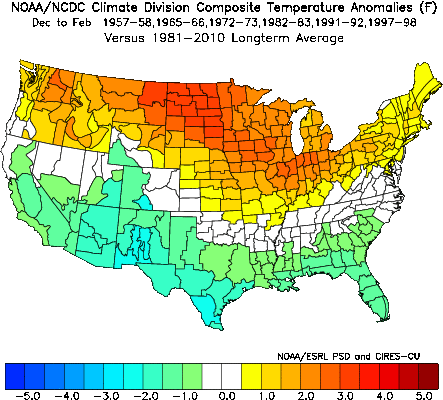 NOAA/NCDC Climate Division Composite Temperature Anomalies (F)
Dec to Feb 1957-58,1965-66,1972-73,1982-83,1991-92,1997-98
Versus 1981-2010 Longterm Average
NOAA/ESRL PSD and CIRES-CU
-5.0 -4.0 -3.0 -2.0 -1.0 0.0 1.0 2.0 3.0 4.0 5.0